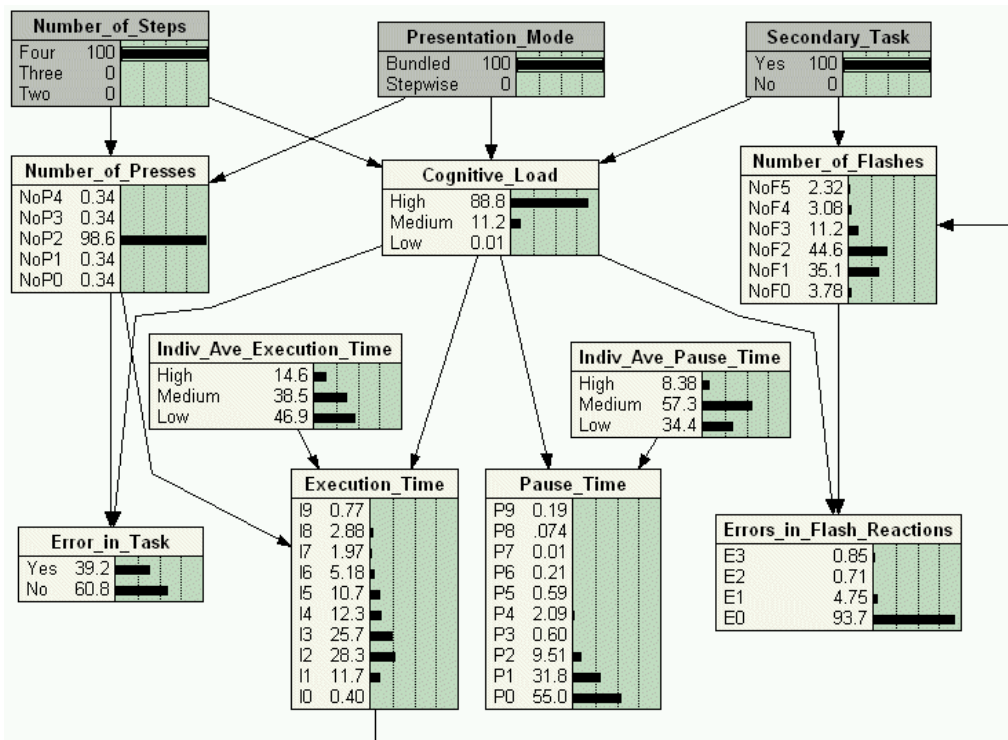 Number_of_Steps
Four 100
Three 0
Two 0
Presentation_Mode
Bundled 100
Stepwise 0
Secondary_Task
Yes 100
No 0
Number_of_Presses
NoP4 0.34
NoP3 0.34
NoP2 98.6
NoP1 0.34
NoP0 0.34
Cognitive_Load
High 88.8
Medium 11.2
Low 0.01
Number_of_Flashes
NoF5 2.32
NoF4 3.08
NoF3 11.2
NoF2 44.6
NoF1 35.1
NoF0 3.78
Indiv_Ave_Execution_Time
High 14.6
Medium 38.5
Low 46.9
Indiv_Ave_Pause_Time
High 8.38
Medium 57.3
Low 34.4
Error_in_Task
Yes 39.2
No 60.8
Execution_Time
I9 0.77
I8 2.88
I7 1.97
I6 5.18
I5 10.7
I4 12.3
I3 25.7
I2 28.3
I1 11.7
I0 0.40
Pause_Time
P9 0.19
P8 .074
P7 0.01
P6 0.21
P5 0.59
P4 2.09
P3 0.60
P2 9.51
P1 31.8
P0 55.0
Errors_in_Flash_Reactions
E3 0.85
E2 0.71
E1 4.75
E0 93.7